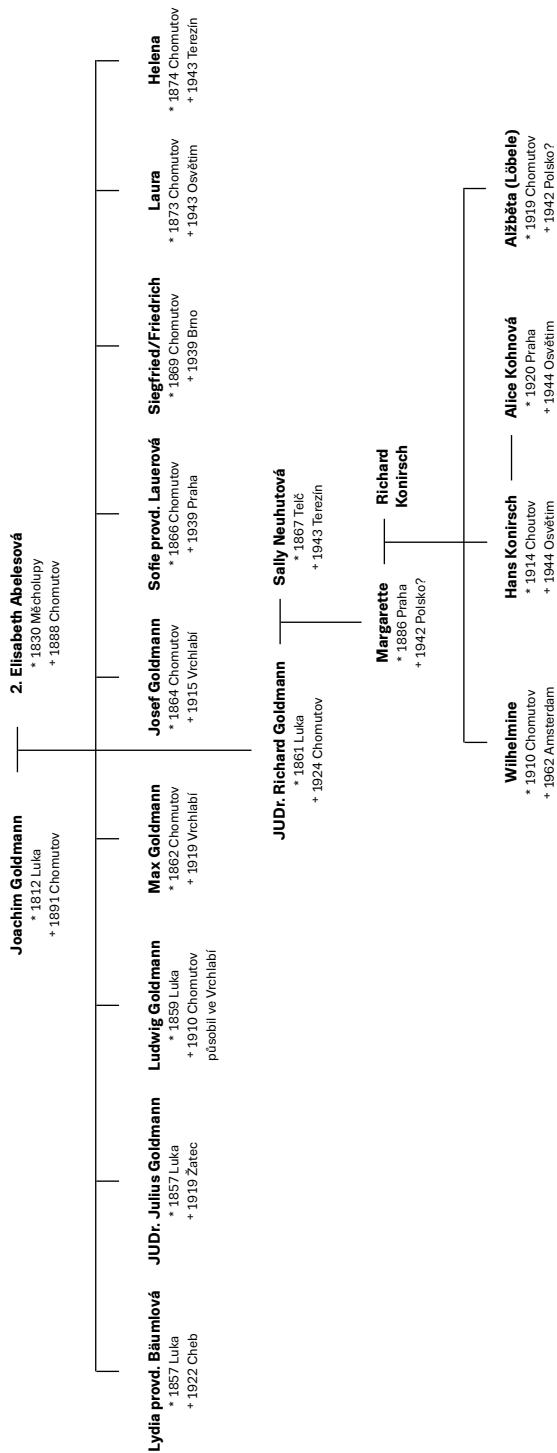 Joachim Goldmann
* 1812 Luka
+ 1891 Chomutov
2. Elisabeth Abelesová
* 1830 Měcholupy
+ 1888 Chomutov
Lydia provd. Bäumlová
* 1857 Luka
+ 1922 Cheb
JUDr. Julius Goldmann
* 1857 Luka
+ 1919 Žatec
Ludwig Goldmann
* 1859 Luka
+ 1910 Chomutov
působil ve Vrchlabí
Max Goldmann
* 1862 Chomutov
+ 1919 Vrchlabí
Josef Goldmann
* 1864 Chomutov
+ 1915 Vrchlabí
Sofie provd. Lauerová
* 1866 Chomutov
+ 1939 Praha
Siegfried/Friedrich
* 1869 Chomutov
+ 1939 Brno
Laura
* 1873 Chomutov
+ 1943 Osvětim
Helena
* 1874 Chomutov
+ 1943 Terezín
JUDr. Richard Goldmann
* 1861 Luka
+ 1924 Chomutov
Sally Neuhutová
* 1867 Telč
+ 1943 Terezín
Margarette
* 1886 Praha
+ 1942 Polsko?
Richard
Konirsch
Wilhelmine
* 1910 Chomutov
+ 1962 Amsterdam
Hans Konirsch
* 1914 Choutov
+ 1944 Osvětim
Alice Kohnová
* 1920 Praha
+ 1944 Osvětim
Alžběta (Löbele)
* 1919 Chomutov
+ 1942 Polsko?